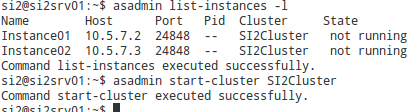 si2@si2srv01:~$ asadmin list-instances -l
Name Host Port Pid Cluster State
Instance01 10.5.7.2 24848 -- SI2Cluster not running
Instance02 10.5.7.3 24848 -- SI2Cluster not running
Command list-instances executed successfully.
si2@si2srv01:~$ asadmin start-cluster SI2Cluster
Command start-cluster executed successfully.
si2@si2srv01:~$